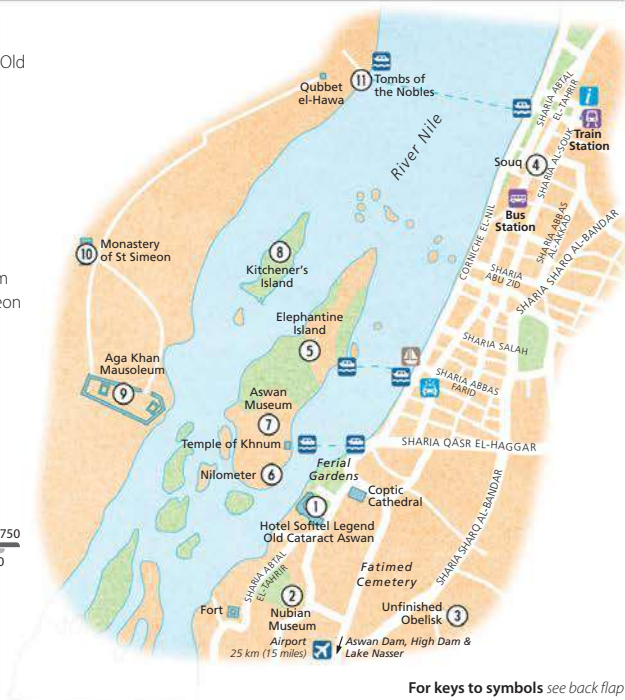 Old
m
eon
750
0
Qubbet
el-Hawa
11
Tombs of
the Nobles
River Nile
SHARIA ABTAL
EL-TAHRIR
i
Train
Station
SHARIA AL-SOUK
Souq
4
Bus
Station
CORNICHE EL-NIL
SHARIA ABBAS
AL-AKKAD
SHARIA SHARQ AL-BANDAR
SHARIA
ABU ZID
10
Monastery
of St Simeon
8
Kitchener's
Island
Elephantine
Island
5
SHARIA SALAH
SHARIA ABBAS
FARID
Aga Khan
Mausoleum
9
Aswan
Museum
7
Temple of Khnum
SHARIA QASR EL-HAGGAR
Nilometer
6
Ferial
Gardens
Coptic
Cathedral
1
Hotel Sofitel Legend
Old Cataract Aswan
SHARIA SHARQ AL-BANDAR
SHARIA ABTAL
EL-TAHRIR
Fatimed
Cemetery
2
Nubian
Museum
Fort
Unfinished
Obelisk
3
Airport
25 km (15 miles)
Aswan Dam, High Dam &
Lake Nasser
For keys to symbols see back flap